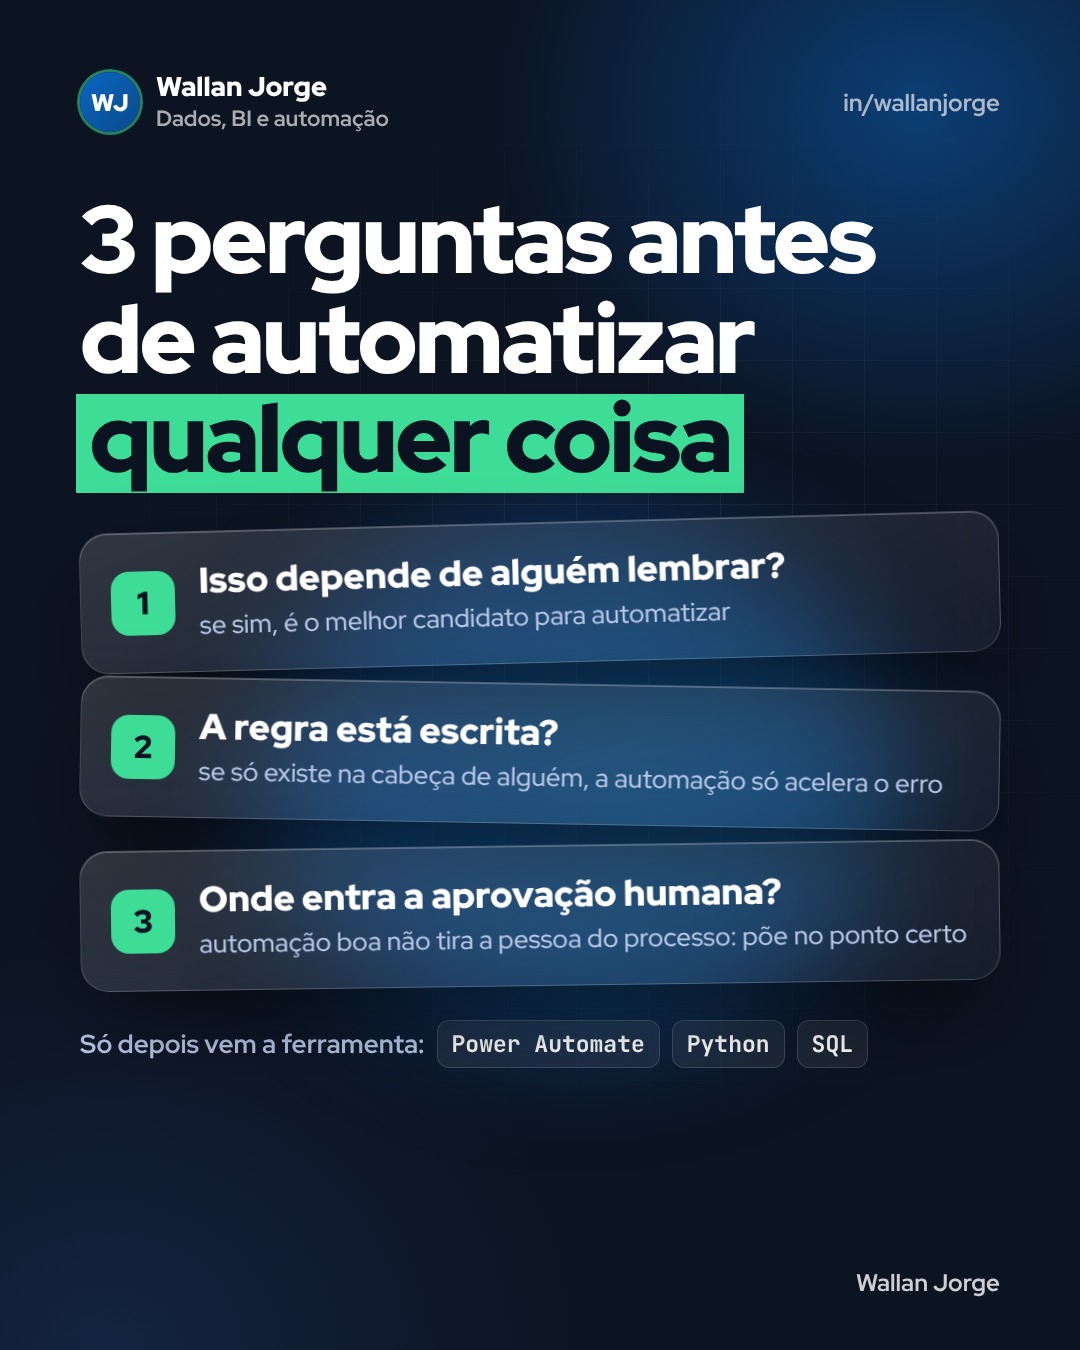 WJ
Wallan Jorge
Dados, BI e automação
in/wallanjorge
3 perguntas antes
de automatizar
qualquer coisa
1
Isso depende de alguém lembrar?
se sim, é o melhor candidato para automatizar
2
A regra está escrita?
se só existe na cabeça de alguém, a automação só acelera o erro
3
Onde entra a aprovação humana?
automação boa não tira a pessoa do processo: põe no ponto certo
Só depois vem a ferramenta: Power Automate Python SQL
Wallan Jorge